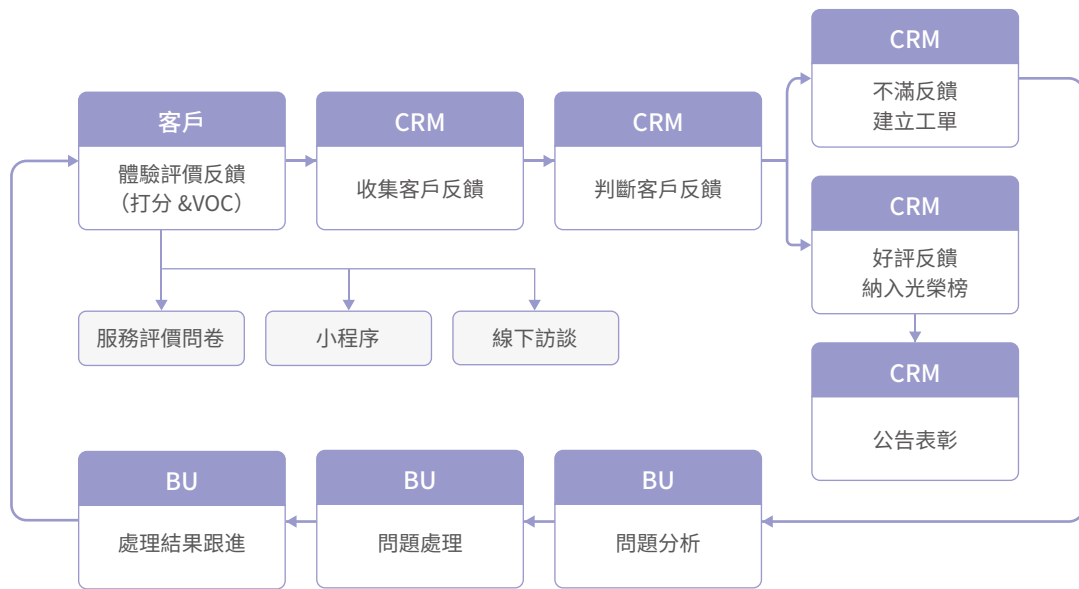 客戶
體驗評價反饋
（打分 &VOC）
CRM
收集客戶反饋
CRM
判斷客戶反饋
CRM
不滿反饋
建立工單
CRM
好評反饋
納入光榮榜
CRM
公告表彰
服務評價問卷
小程序
線下訪談
BU
處理結果跟進
BU
問題處理
BU
問題分析